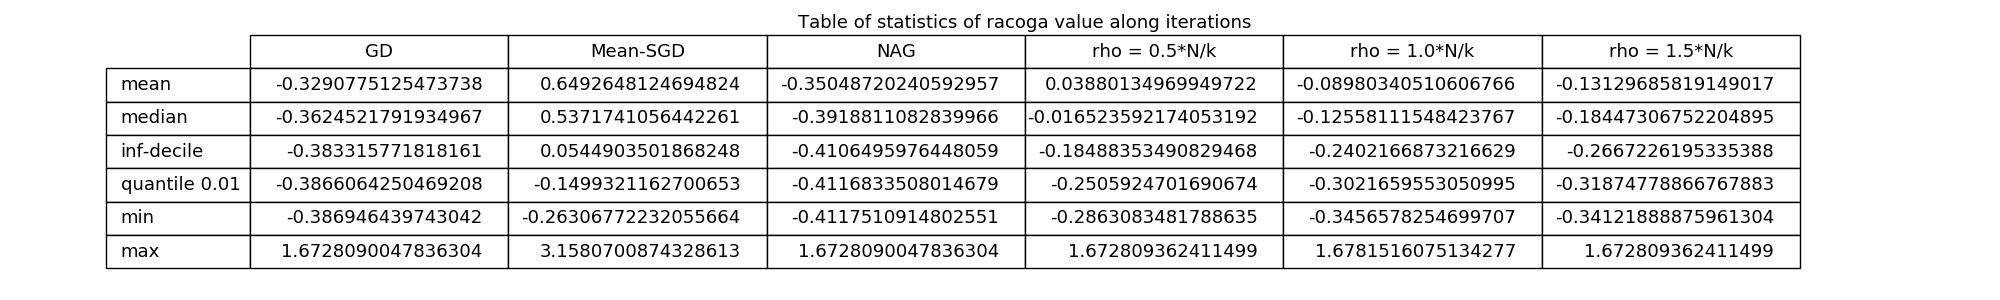 Table of statistics of racoga value along iterations
GD Mean-SGD NAG rho = 0.5*N/k rho = 1.0*N/k rho = 1.5*N/k
mean -0.3290775125473738 0.6492648124694824 -0.35048720240592957 0.03880134969949722 -0.08980340510606766 -0.13129685819149017
median -0.3624521791934967 0.5371741056442261 -0.3918811082839966 -0.016523592174053192 -0.12558111548423767 -0.18447306752204895
inf-decile -0.383315771818161 0.0544903501868248 -0.4106495976448059 -0.18488353490829468 -0.2402166873216629 -0.2667226195335388
quantile 0.01 -0.3866064250469208 -0.1499321162700653 -0.4116833508014679 -0.2505924701690674 -0.3021659553050995 -0.31874778866767883
min -0.386946439743042 -0.26306772232055664 -0.4117510914802551 -0.2863083481788635 -0.3456578254699707 -0.34121888875961304
max 1.6728090047836304 3.1580700874328613 1.6728090047836304 1.672809362411499 1.6781516075134277 1.672809362411499